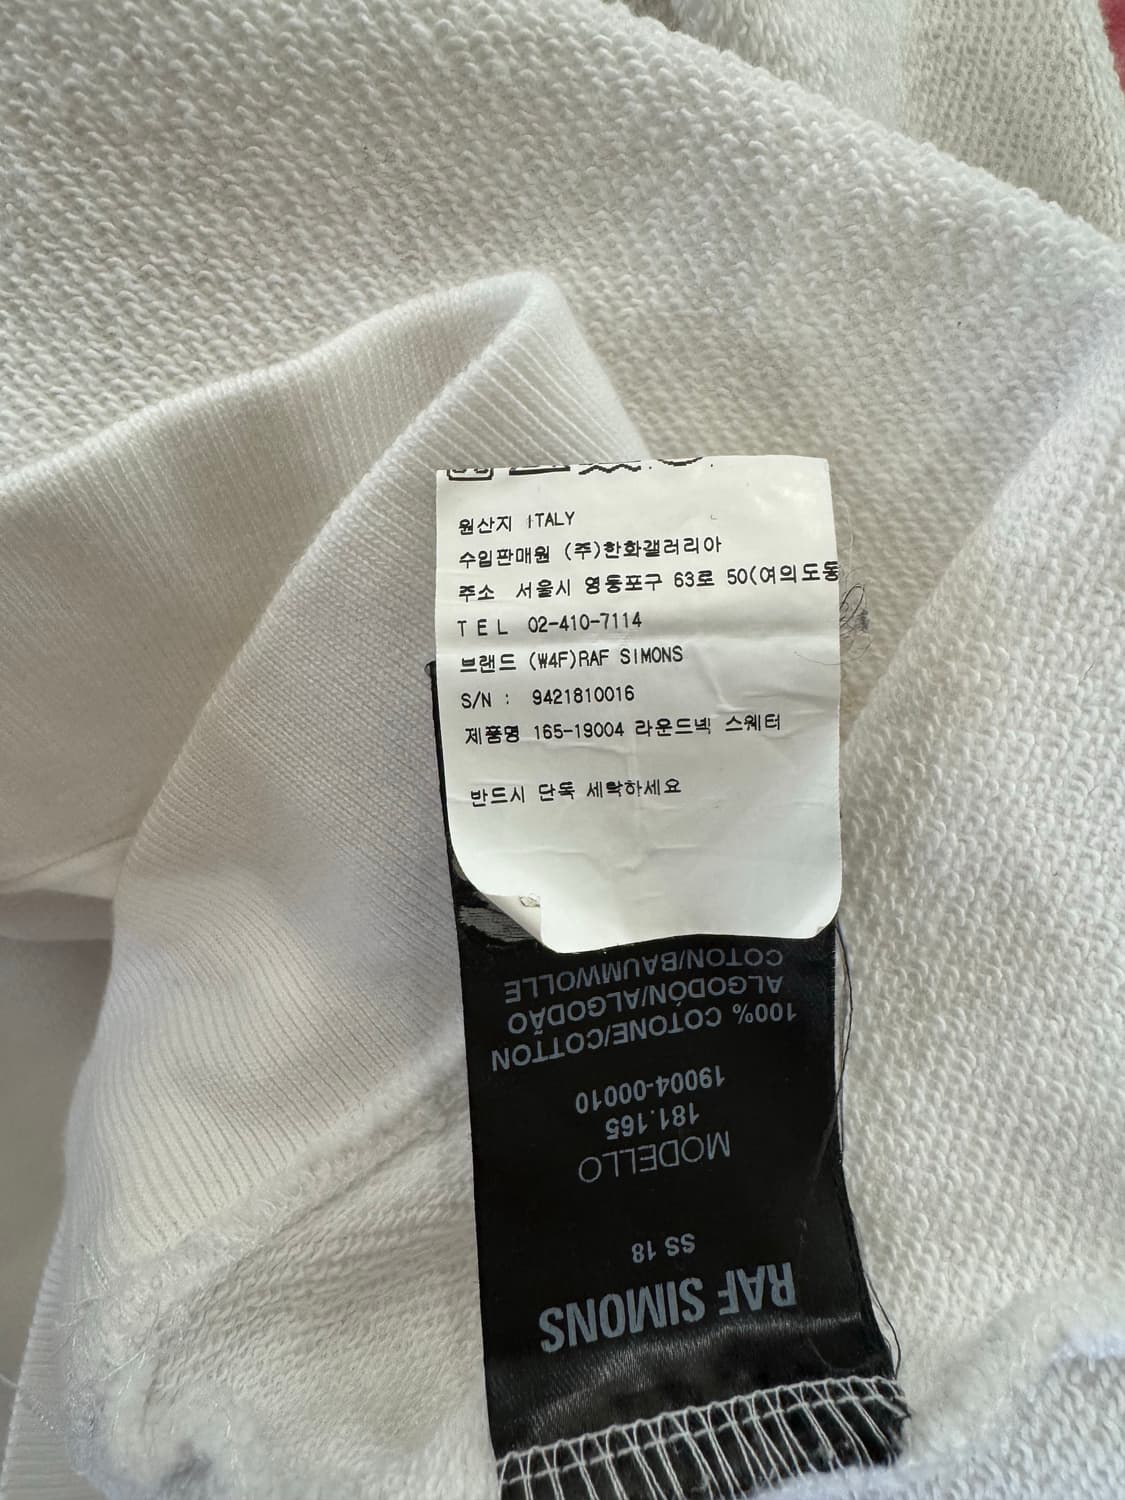 원산지 ITALY
수입판매원 (주)한화갤러리아
주소 서울시 영등포구 63로 50(여의도동
TEL 02-410-7114
브랜드 (₩4F)RAF SIMONS
S/N : 9421810016
제품명 165-19004 라운드넥 스웨터
반드시 단독 세탁하세요
RAF SIMONS
SS 18
MODELLO
181.165
19004-00010
100% COTONE/COTTON
ALGODÓN/ALGODÃO
COTON/BAUMWOLLE